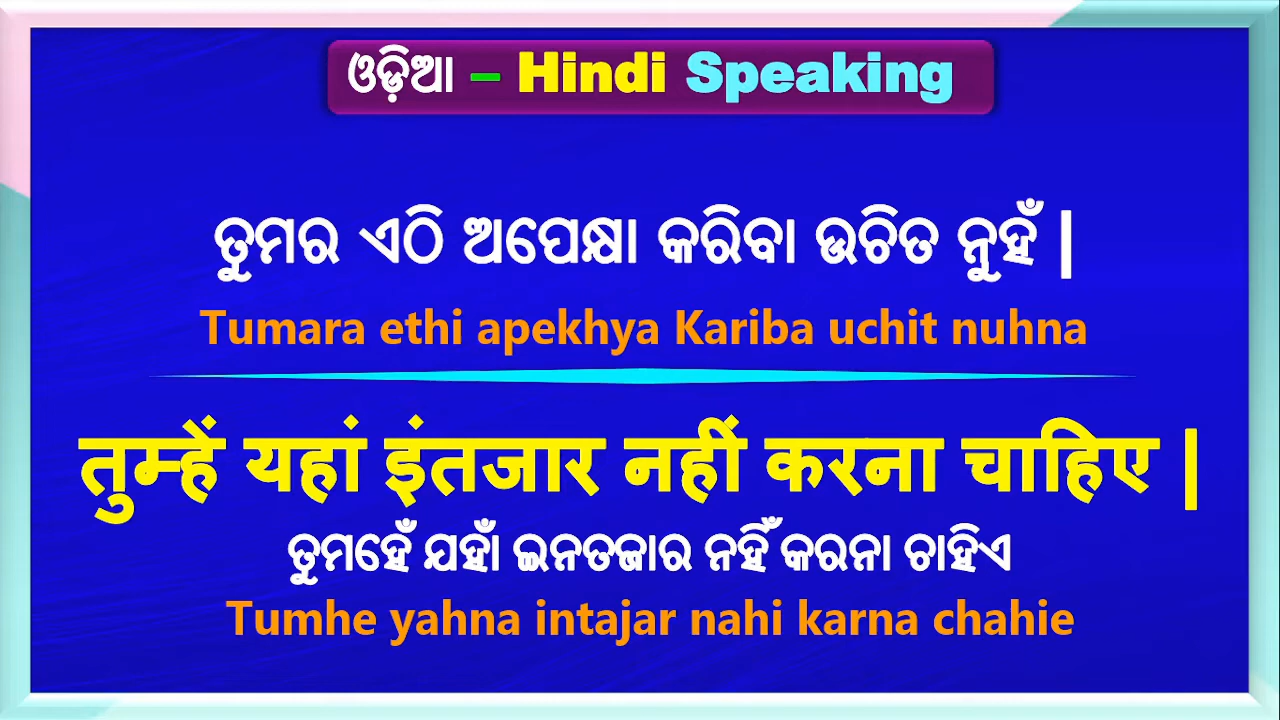 ଓଡ଼ିଆ – Hindi Speaking
ତୁମର ଏଠି ଅପେକ୍ଷା କରିବା ଉଚିତ ନୁହଁ |
Tumara ethi apekhya Kariba uchit nuhna
तुम्हें यहां इंतजार नहीं करना चाहिए |
ତୁମହେଁ ଯହାଁ ଇନତଜାର ନହିଁ କରନା ଚାହିଏ
Tumhe yahna intajar nahi karna chahie